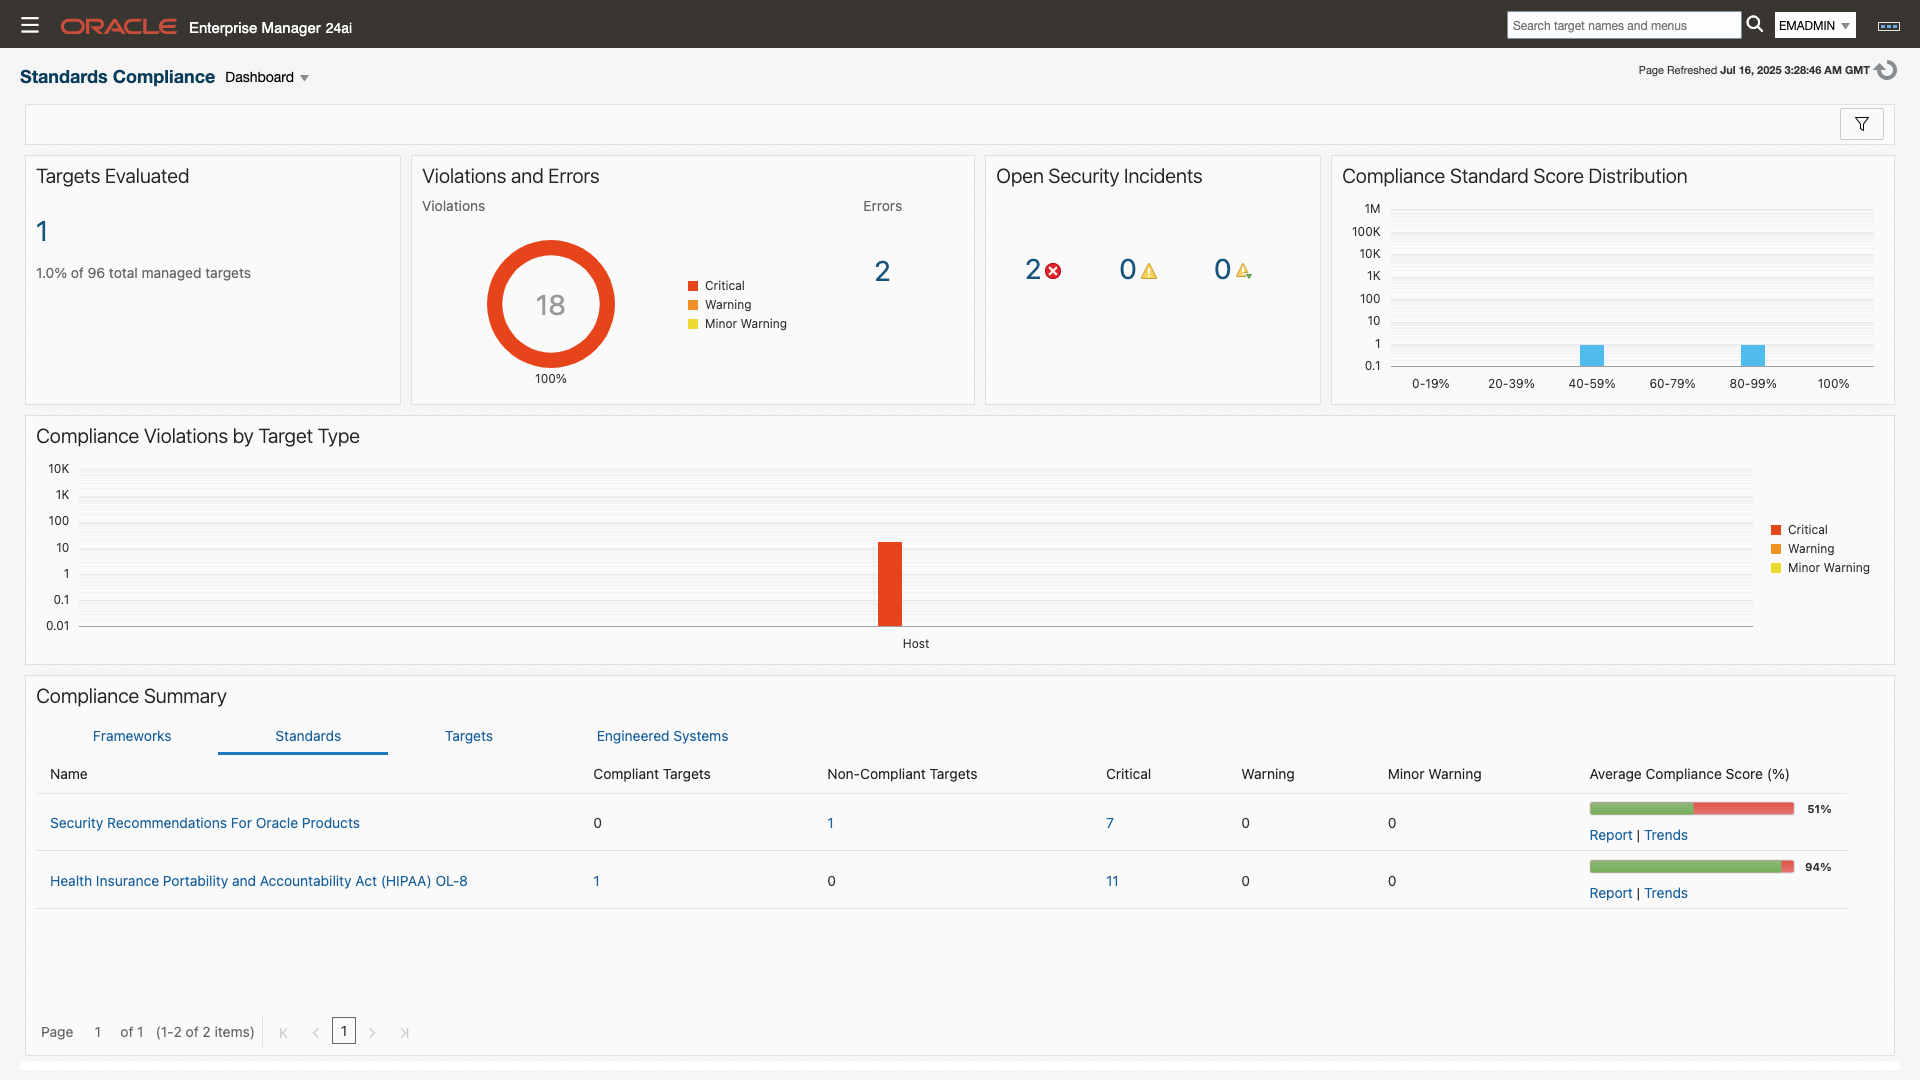 ORACLE Enterprise Manager 24ai
Search target names and menus
EMADMIN
Standards Compliance Dashboard
Page Refreshed Jul 16, 2025 3:28:46 AM GMT
Targets Evaluated
1
1.0% of 96 total managed targets
Violations and Errors
Violations
Errors
18
100%
Critical
Warning
Minor Warning
2
Open Security Incidents
2 0 0
Compliance Standard Score Distribution
1M
100K
10K
1K
100
10
1
0.1
0-19% 20-39% 40-59% 60-79% 80-99% 100%
Compliance Violations by Target Type
10K
1K
100
10
1
0.1
0.01
Host
Critical
Warning
Minor Warning
Compliance Summary
Frameworks Standards Targets Engineered Systems
Name Compliant Targets Non-Compliant Targets Critical Warning Minor Warning Average Compliance Score (%)
Security Recommendations For Oracle Products 0 1 7 0 0 51%
Report | Trends
Health Insurance Portability and Accountability Act (HIPAA) OL-8 1 0 11 0 0 94%
Report | Trends
Page 1 of 1 (1-2 of 2 items) 1